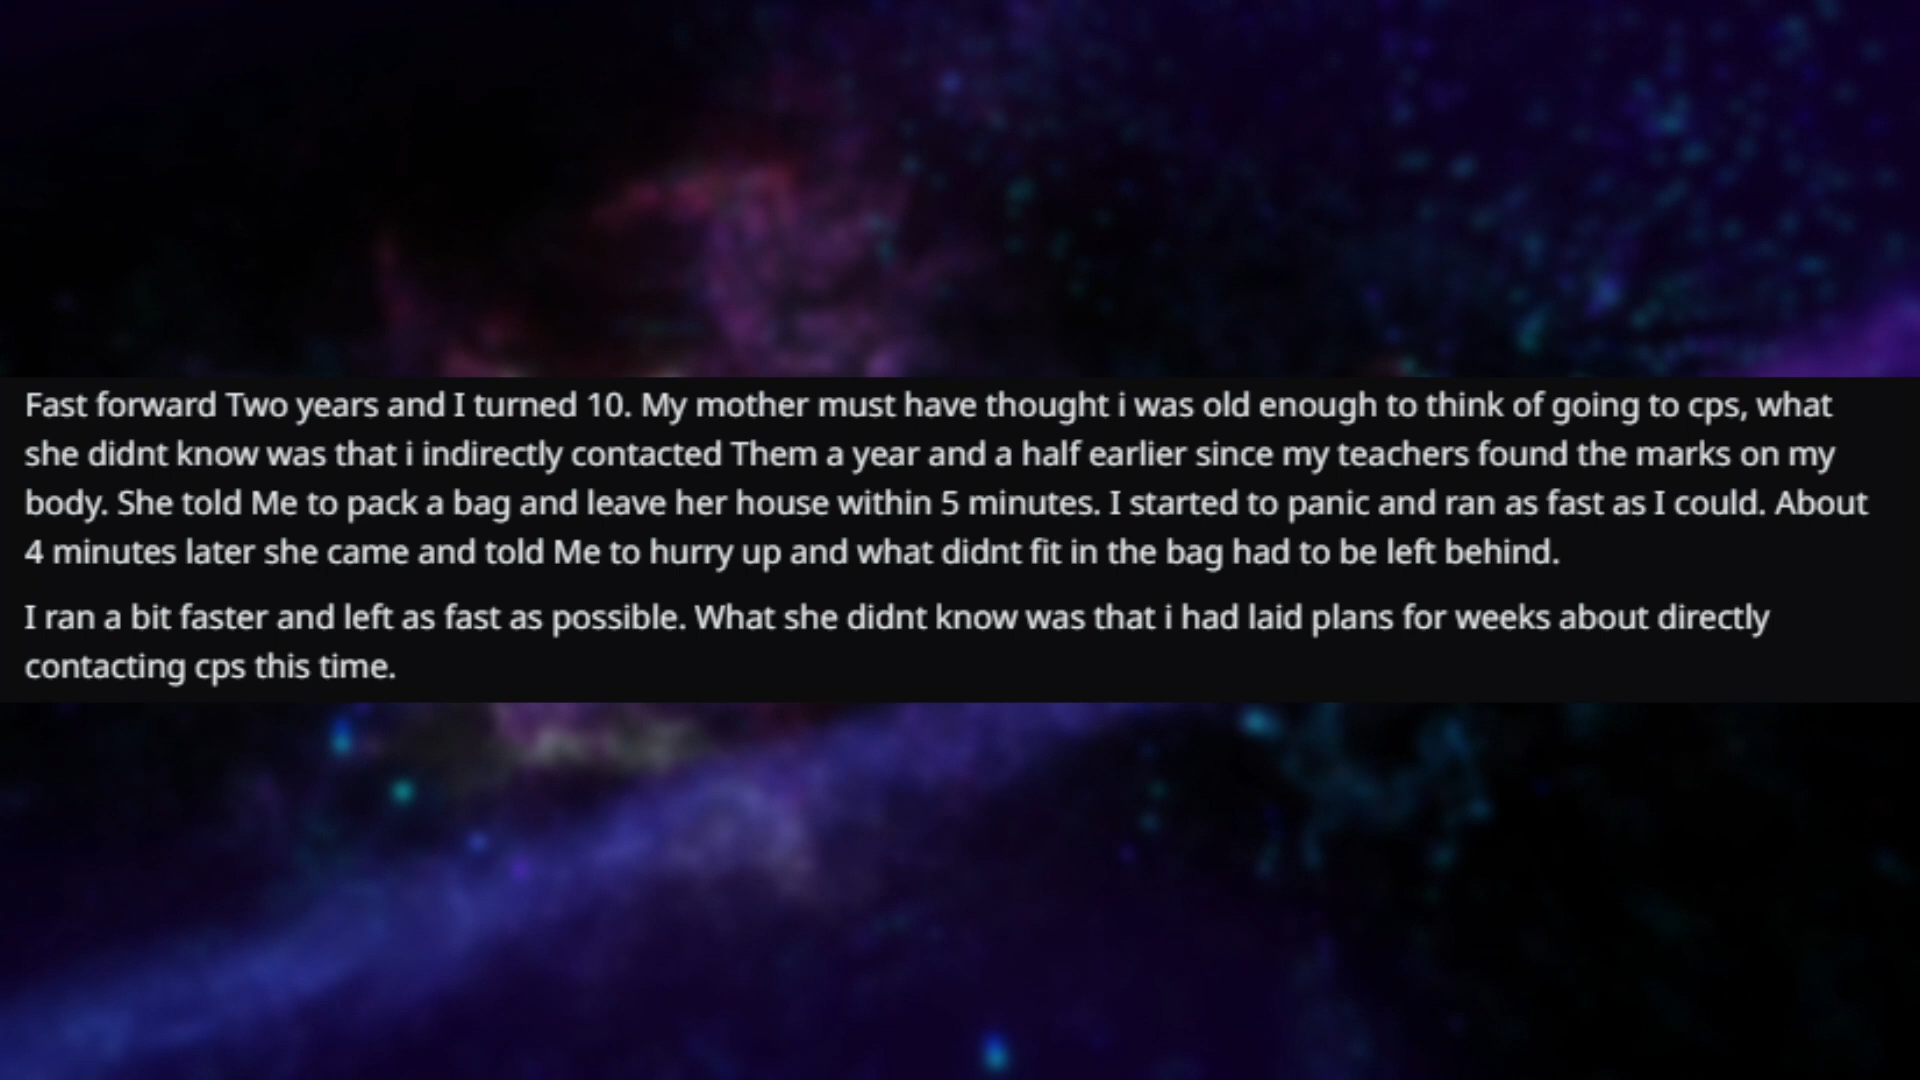 Fast forward Two years and I turned 10. My mother must have thought i was old enough to think of going to cps, what
she didnt know was that i indirectly contacted Them a year and a half earlier since my teachers found the marks on my
body. She told Me to pack a bag and leave her house within 5 minutes. I started to panic and ran as fast as I could. About
4 minutes later she came and told Me to hurry up and what didnt fit in the bag had to be left behind.
I ran a bit faster and left as fast as possible. What she didnt know was that i had laid plans for weeks about directly
contacting cps this time.